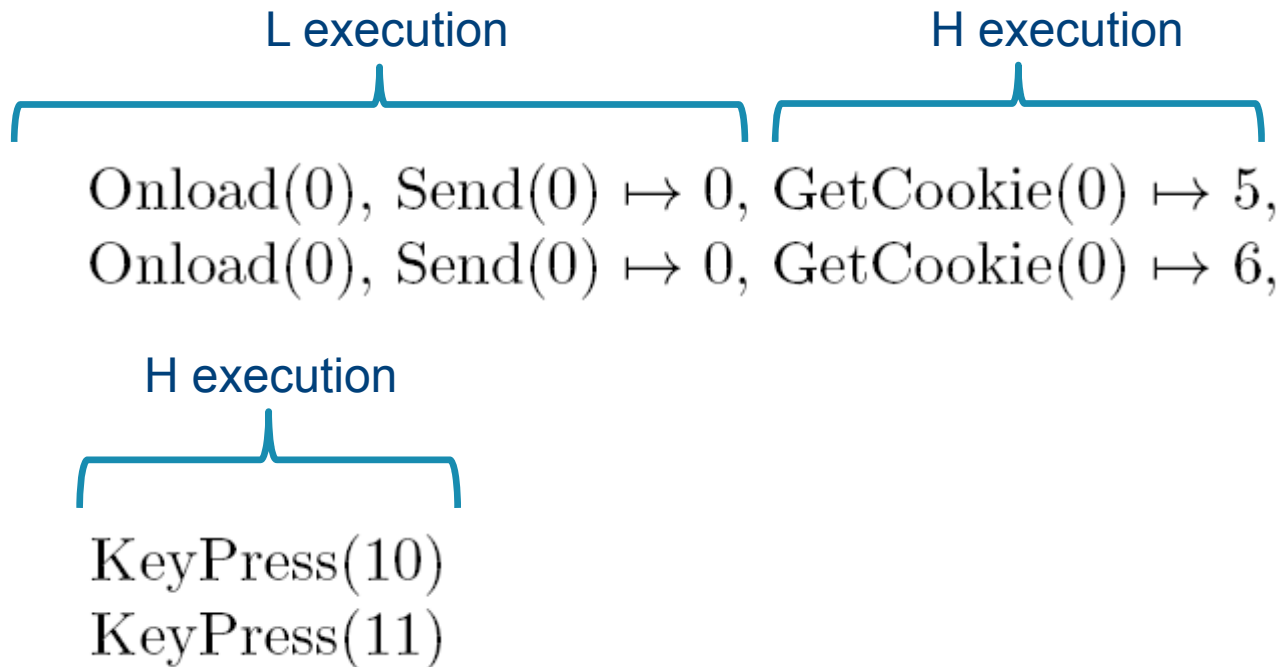 L execution H execution
Onload(0), Send(0) ↦ 0, GetCookie(0) ↦ 5,
Onload(0), Send(0) ↦ 0, GetCookie(0) ↦ 6,
H execution
KeyPress(10)
KeyPress(11)